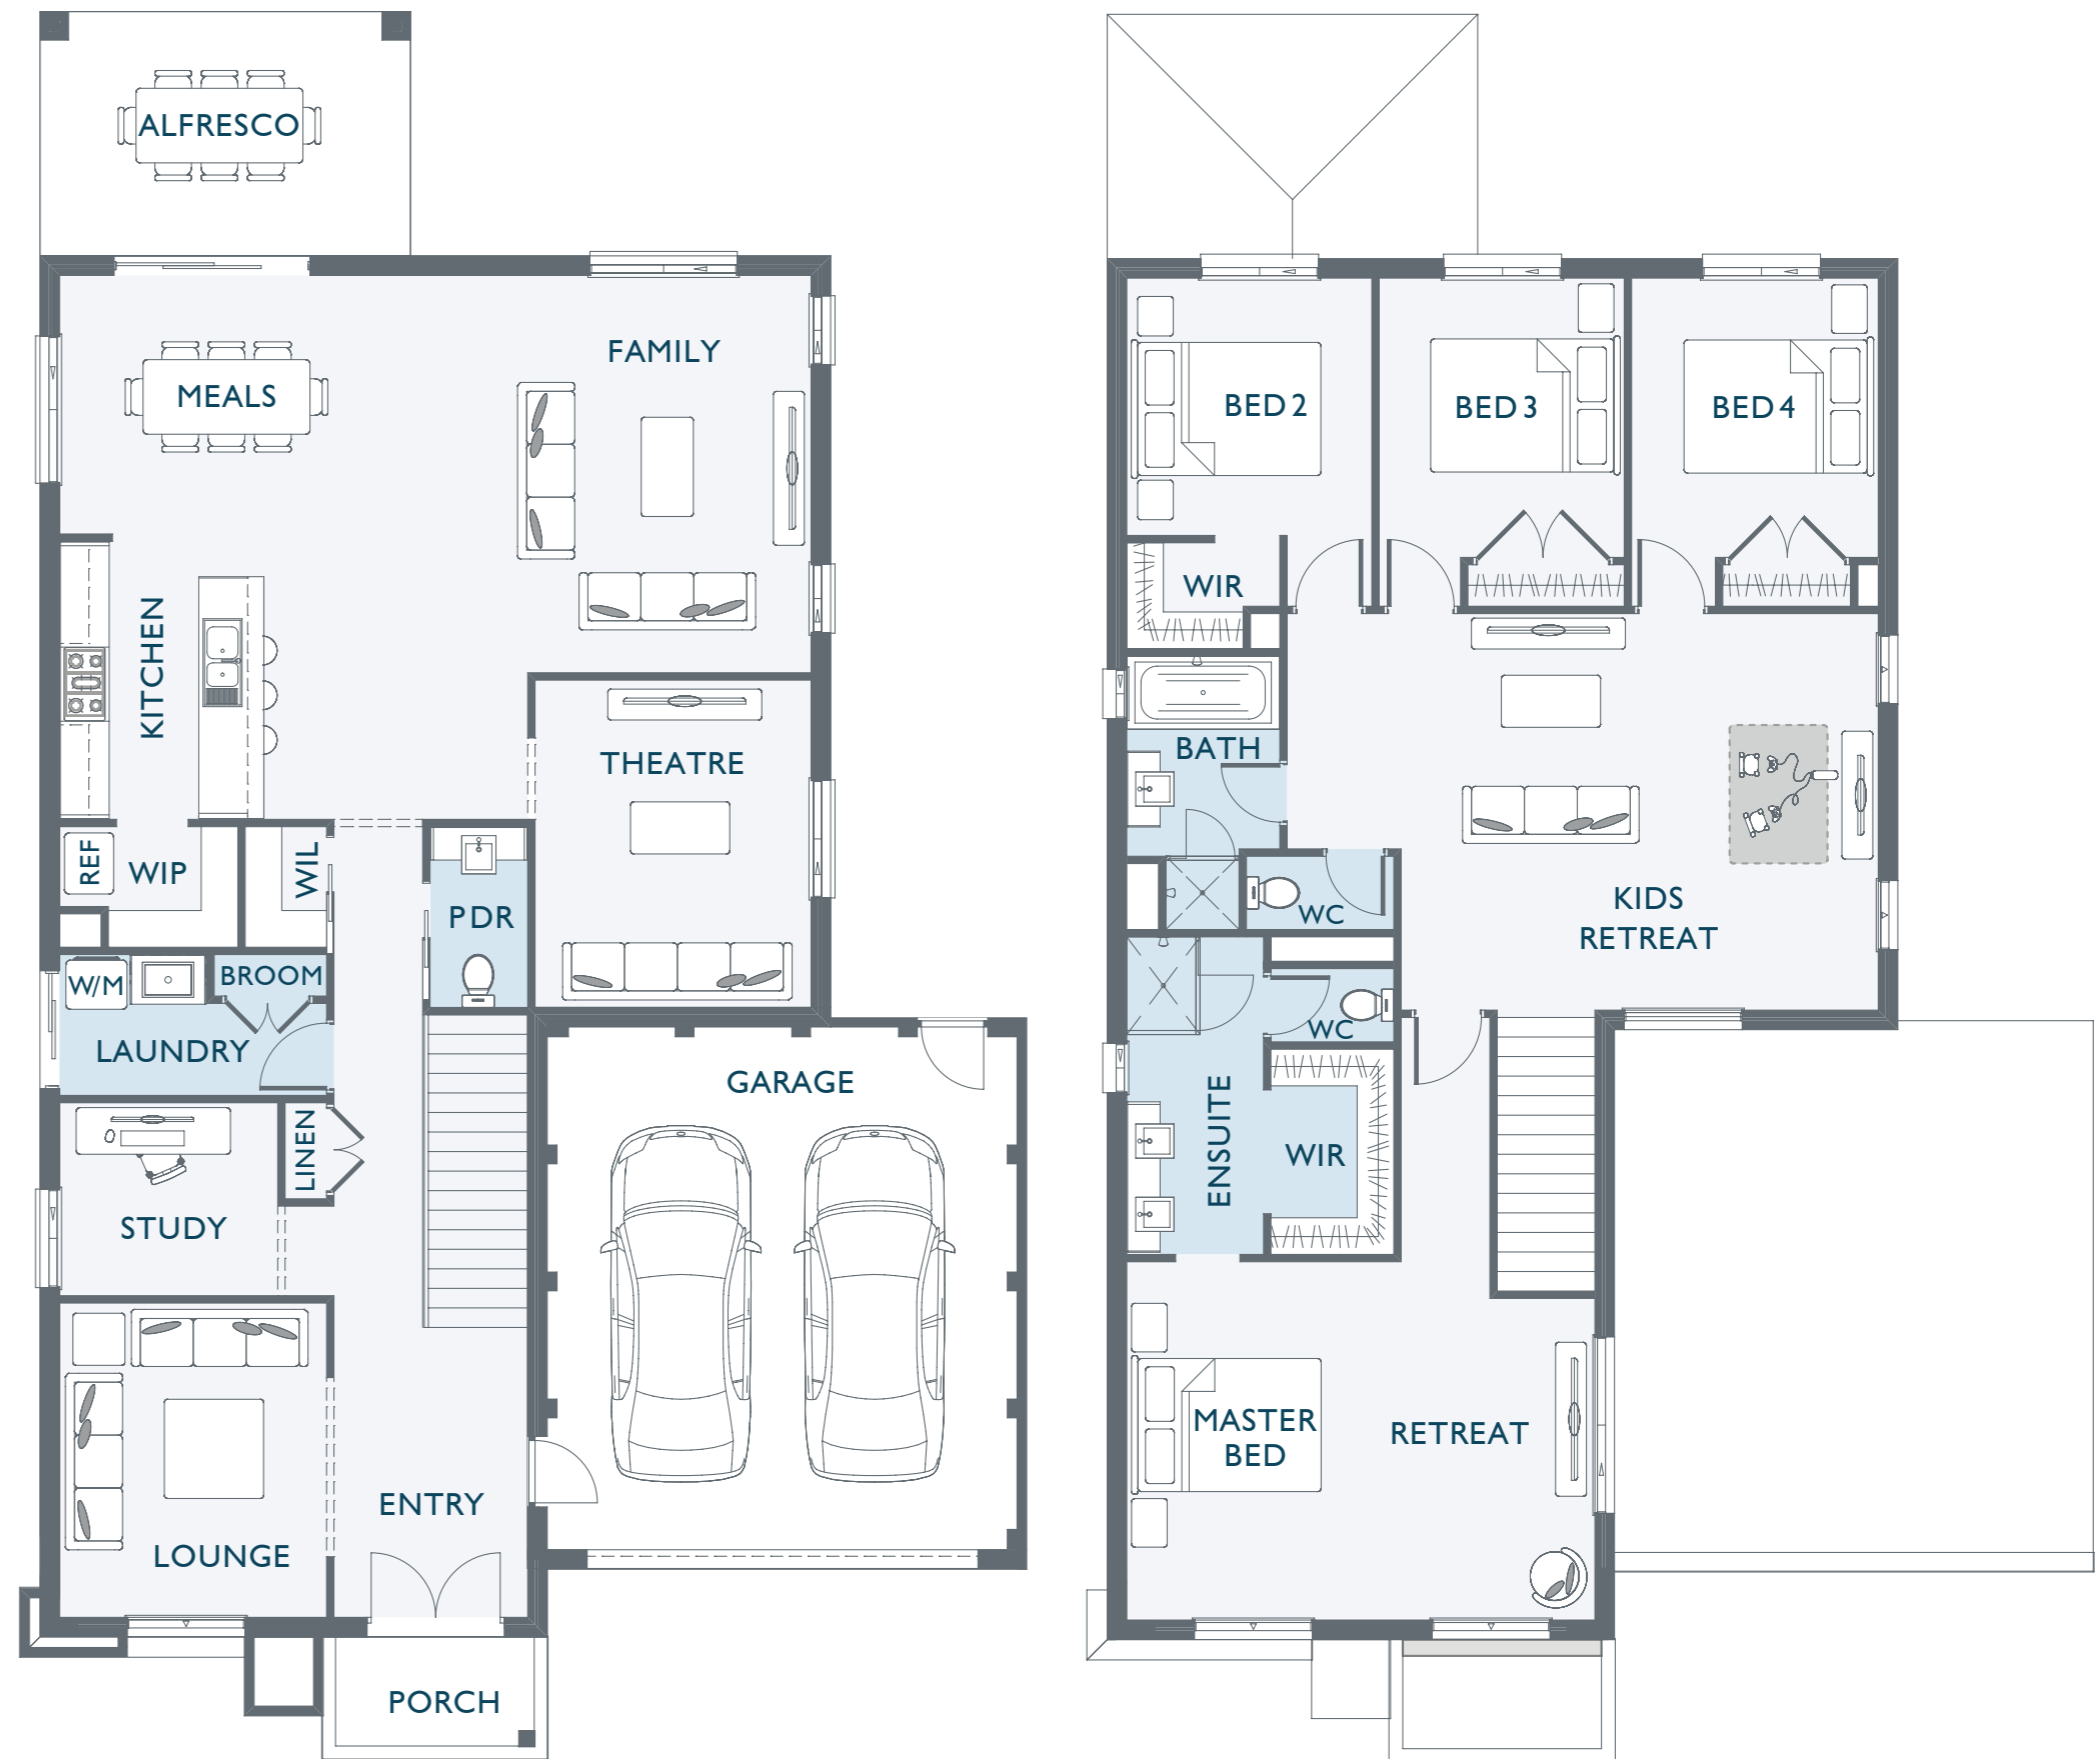 ALFRESCO
FAMILY
MEALS
KITCHEN
THEATRE
REF
WIP
WIL
PDR
W/M
BROOM
LAUNDRY
LINEN
STUDY
GARAGE
ENTRY
LOUNGE
PORCH
BED 2
BED 3
BED 4
WIR
BATH
KIDS
RETREAT
WC
WC
ENSUITE
WIR
MASTER
BED
RETREAT